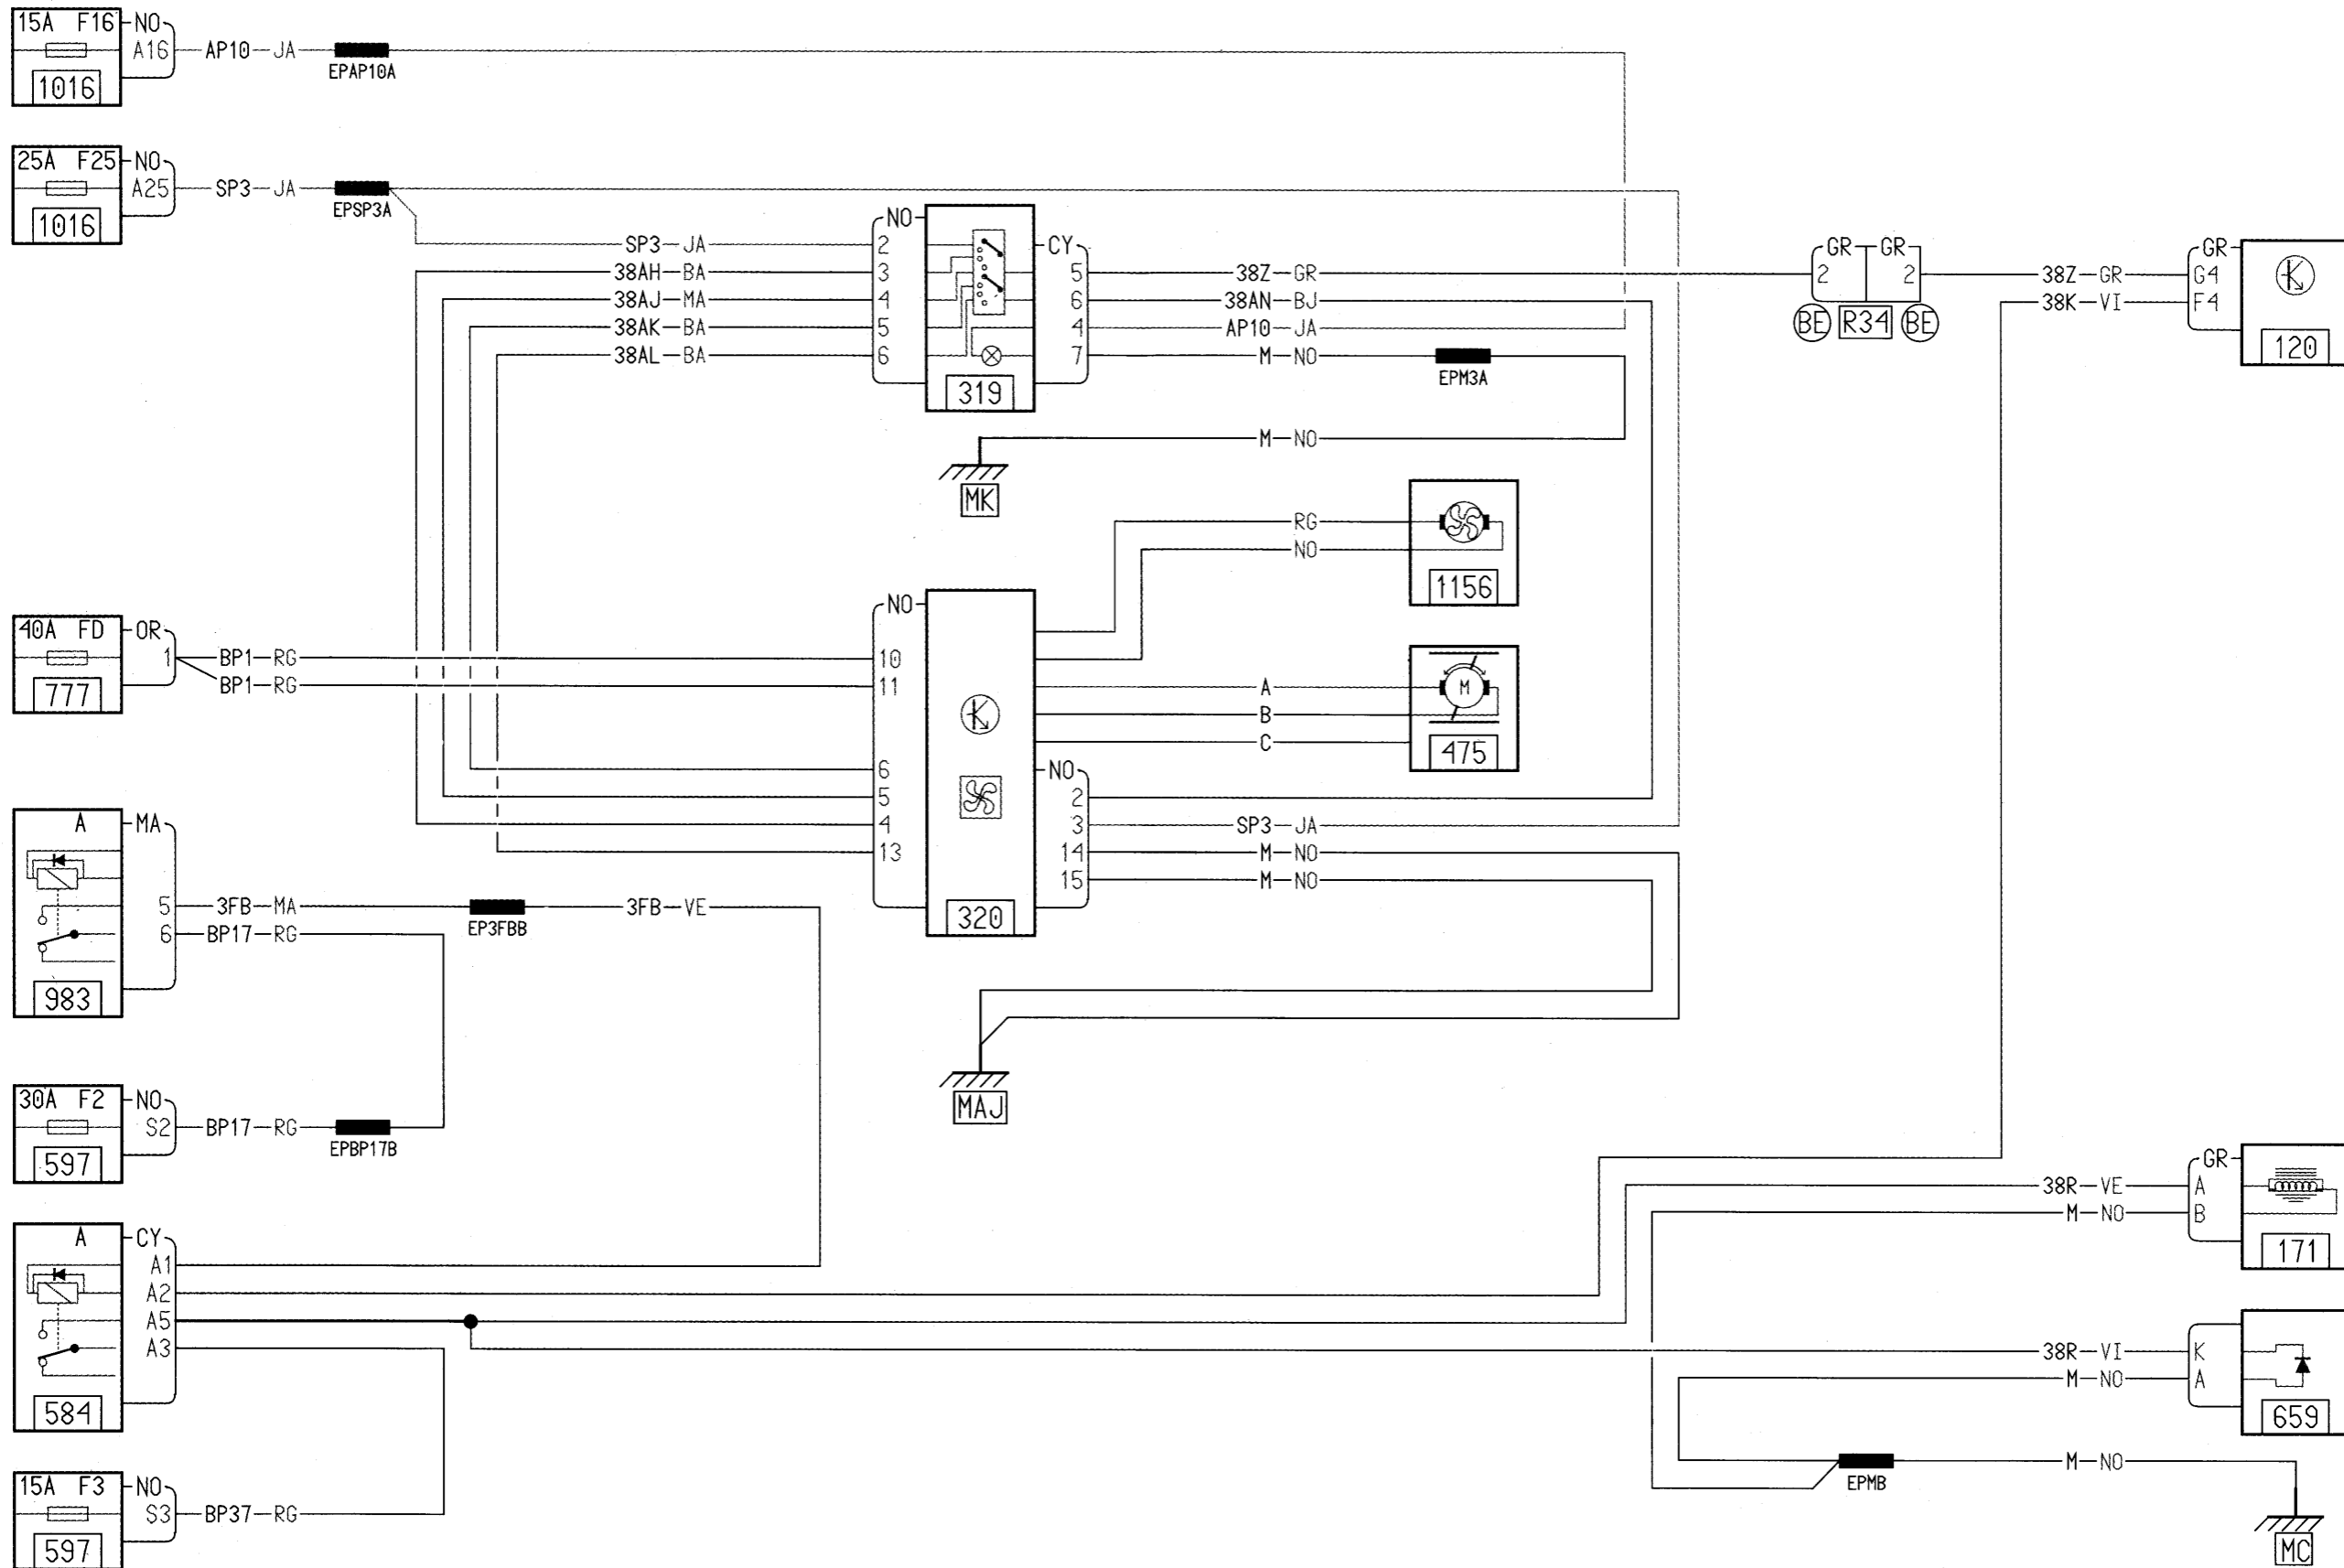 15A F16 NO
A16 AP10 JA
EPAP10A
1016
25A F25 NO
A25 SP3 JA
EPSP3A
1016
NO
2 SP3 JA
3 38AH BA
4 38AJ MA
5 38AK BA
6 38AL BA
319
CY
5 38Z GR
6 38AN BJ
4 AP10 JA
7 M NO
EPM3A
M NO
MK
GR GR
2 2
BE R34 BE
GR
38Z GR G4
38K VI F4
120
RG
NO
1156
40A FD OR
1 BP1 RG
BP1 RG
777
NO
10
11
6
5
4
13
K
320
A
B
C
M
475
NO
2
3 SP3 JA
14 M NO
15 M NO
MAJ
A MA
5 3FB MA
EP3FBB
3FB VE
6 BP17 RG
983
30A F2 NO
S2 BP17 RG
EPBP17B
597
A CY
A1
A2
A5
A3
584
15A F3 NO
S3 BP37 RG
597
GR
38R VE A
M NO B
171
38R VI K
M NO A
659
EPMB
M NO
MC